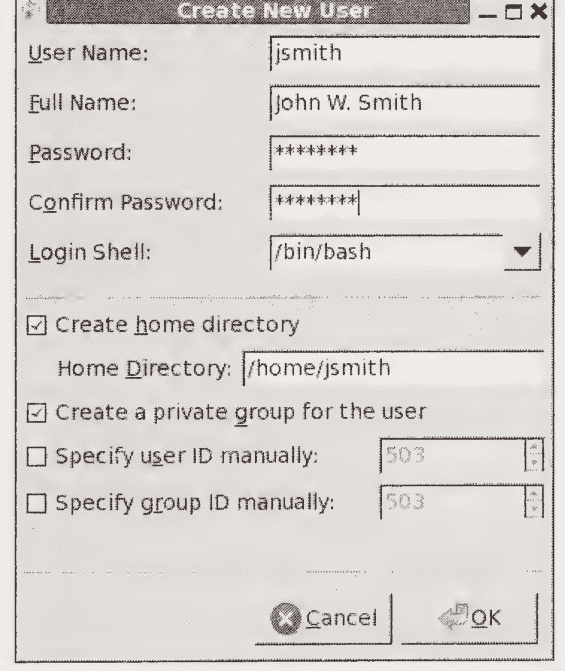 Create New User
User Name: jsmith
Full Name: John W. Smith
Password: ********
Confirm Password: ********
Login Shell: /bin/bash
Create home directory
Home Directory: /home/jsmith
Create a private group for the user
Specify user ID manually: 503
Specify group ID manually: 503
Cancel OK